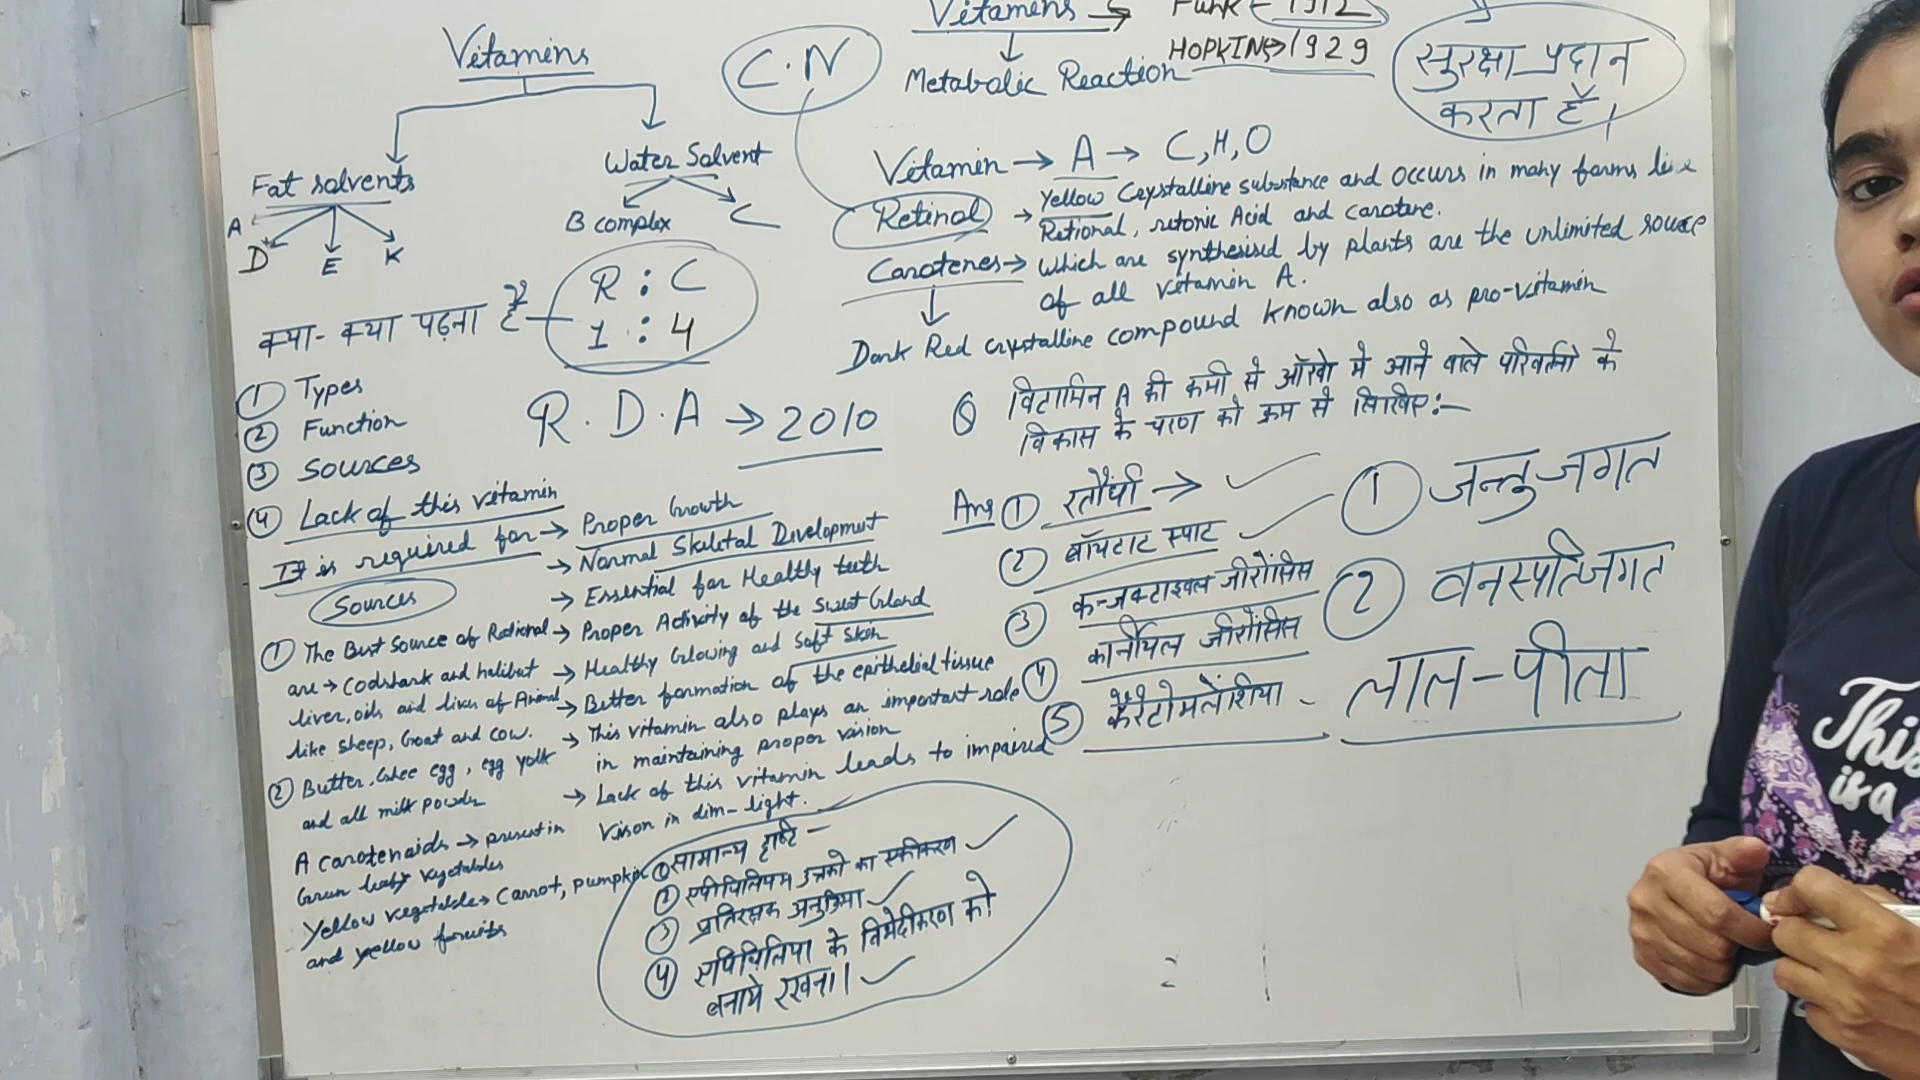 Vitamins
Fat solvents
A
D
E
K
Water Solvent
B complex
C
C.N
Vitamins → Funk - 1912
HOPKINS→1929
Metabolic Reaction
सुरक्षा प्रदान
करता है।
Vitamin → A → C, H, O
Retinal → Yellow Crystalline substance and occurs in many forms like
Rational, retonic Acid and carotene.
Carotenes → which are synthesised by plants are the unlimited source
of all vitamin A.
Dark Red crystalline compound known also as pro-vitamin
क्या- क्या पढ़ना है
R : C
1 : 4
① Types
② Function
③ Sources
④ Lack of this vitamin
R.D.A → 2010
It is required for → Proper Growth
→ Normal Skeletal Development
→ Essential for Healthy teeth
→ Proper Activity of the Sweat Gland
→ Healthy Glowing and soft skin
→ Better formation of the epithelial tissue
→ This vitamin also plays an important role
in maintaining proper vision
→ Lack of this vitamin leads to impaired
Vison in dim-light.
Sources
① The Best Source of Rational
are → Codshark and halibut
liver, oils and liver of Animal
like sheep, Goat and cow.
② Butter, Ghee egg, egg yolk
and all milk powder
A carotenoids → present in
Green leafy vegetables
Yellow vegetable → Carrot, pumpkin
and yellow fruits
① सामान्य दृष्टि -
② एपीथिलियम का
③ प्रतिरक्षक अनुक्रिया
④ एपिथिलिया के विभेदीकरण को
बनाये रखना।
Q विटामिन A की कमी से आँखो मे आने वाले परिवर्तनो के
विकास के चरण को क्रम से लिखिए:-
Ans ① रतौंधी →
② बॉयटाट स्पाट
③ कन्जक्टाइवल जीरोसिस
④ कार्नीयल जीरोसिस
⑤ कैरेटोमलेशिया -
① जन्तु जगत
② वनस्पतिजगत
लाल-पीला
This
is a